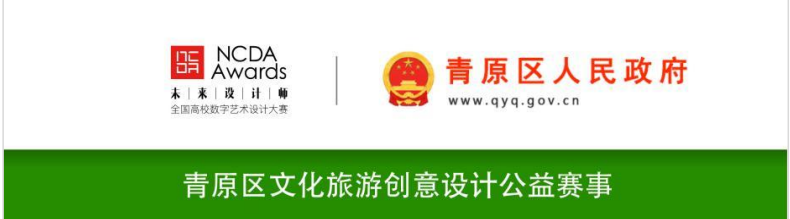 NCDA
Awards
未|来|设|计|师
全国高校数字艺术设计大赛
青原区人民政府
www.qyq.gov.cn
青原区文化旅游创意设计公益赛事